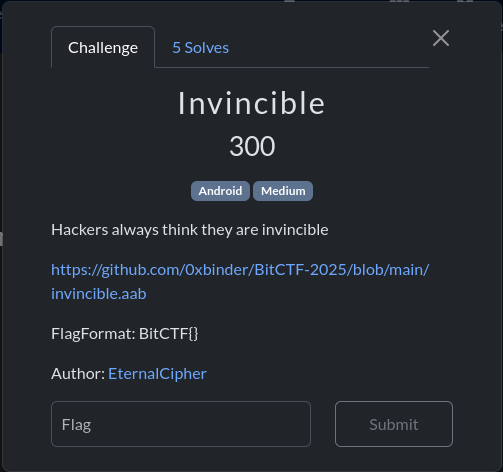 Challenge
5 Solves
Invincible
300
Android
Medium
Hackers always think they are invincible
https://github.com/0xbinder/BitCTF-2025/blob/main/
invincible.aab
FlagFormat: BitCTF{}
Author: EternalCipher
Flag
Submit